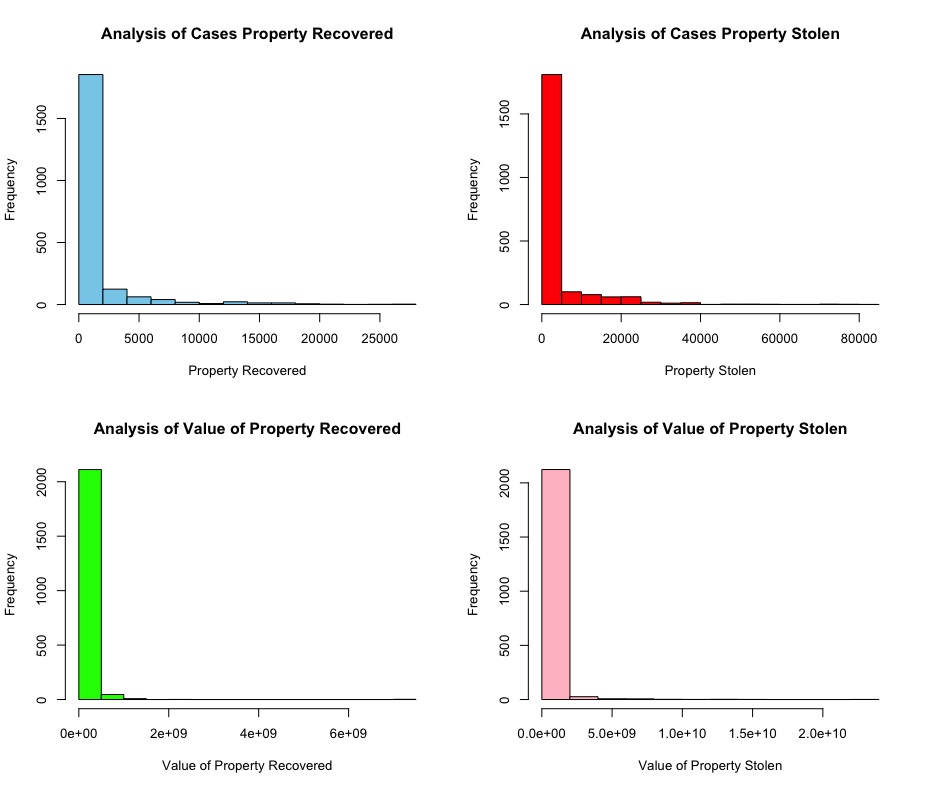 Analysis of Cases Property Recovered
Frequency
0
500
1000
1500
0 5000 10000 15000 20000 25000
Property Recovered
Analysis of Cases Property Stolen
Frequency
0
500
1000
1500
0 20000 40000 60000 80000
Property Stolen
Analysis of Value of Property Recovered
Frequency
0
500
1000
1500
2000
0e+00 2e+09 4e+09 6e+09
Value of Property Recovered
Analysis of Value of Property Stolen
Frequency
0
500
1000
1500
2000
0.0e+00 5.0e+09 1.0e+10 1.5e+10 2.0e+10
Value of Property Stolen